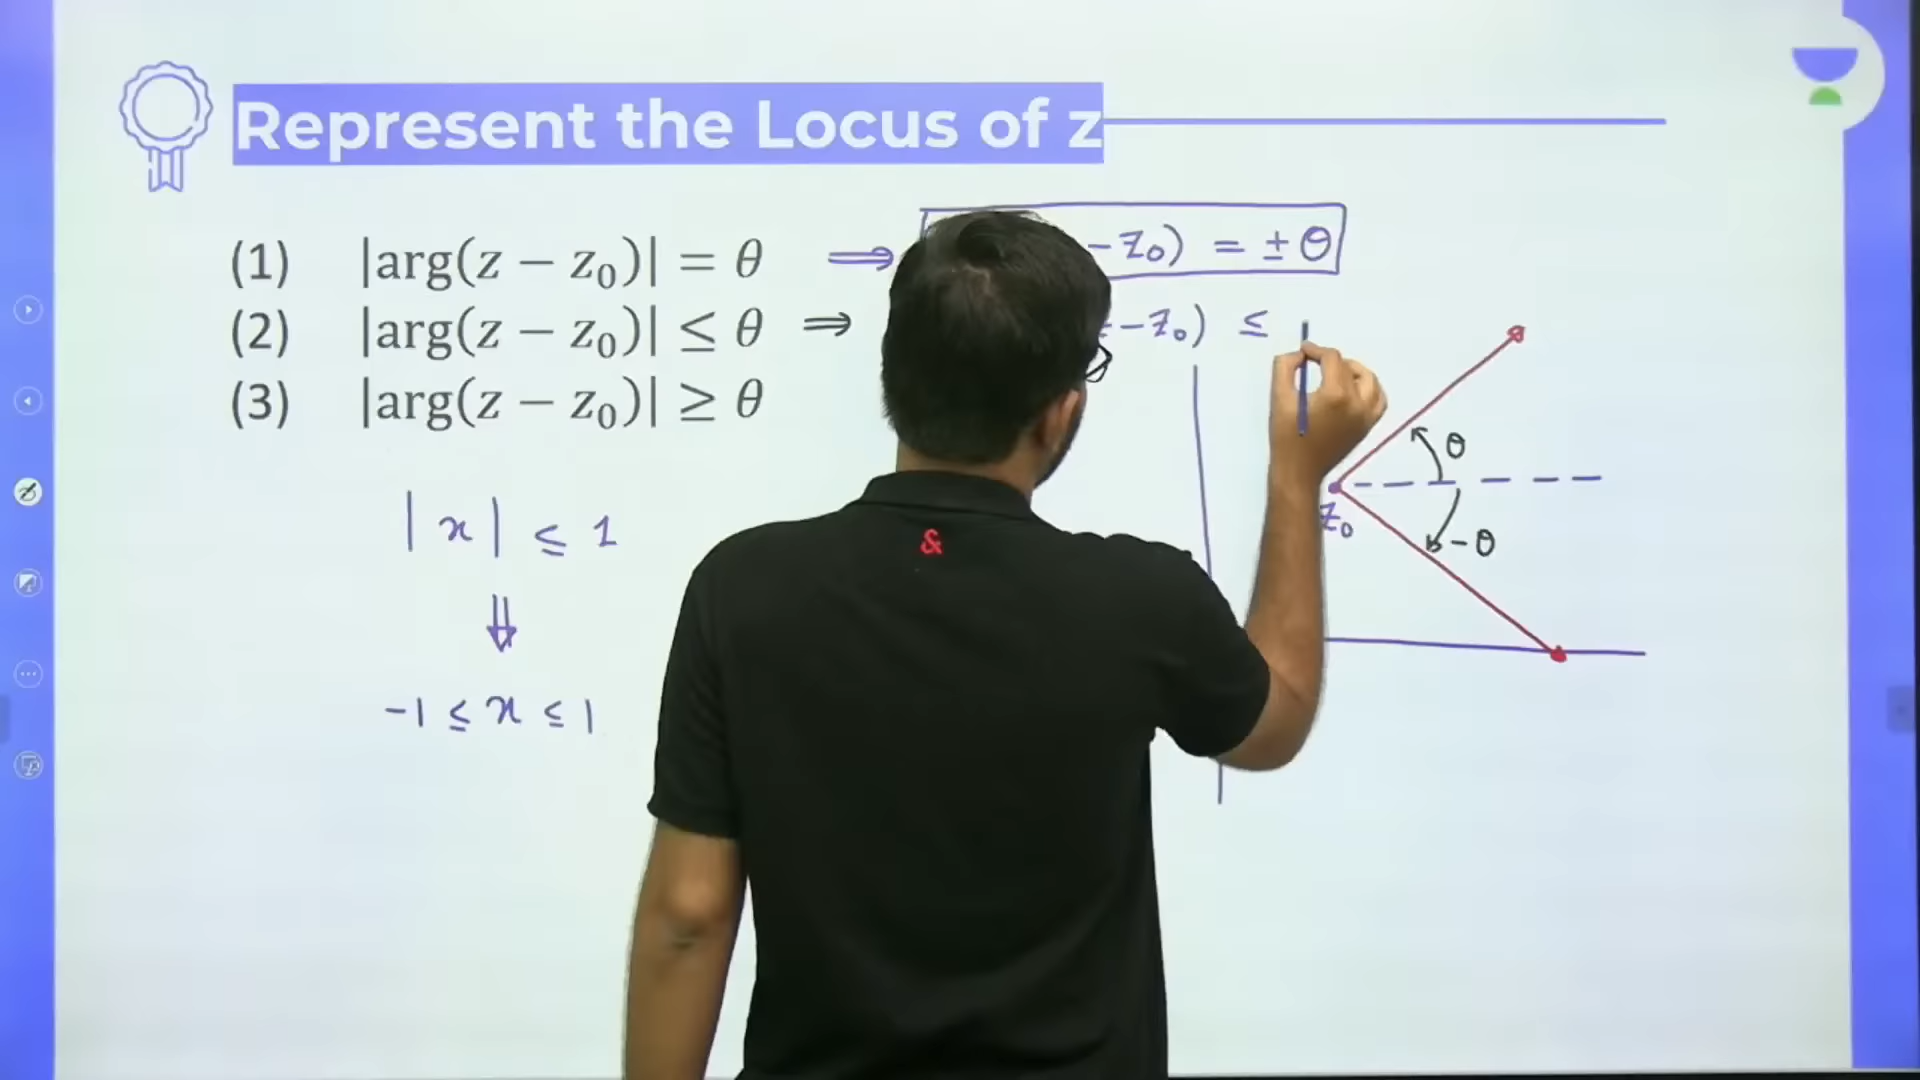 Represent the Locus of z
(1) |arg(z − z₀)| = θ ⟹ −z₀) = ± θ
(2) |arg(z − z₀)| ≤ θ ⟹ −z₀) ≤
(3) |arg(z − z₀)| ≥ θ
|x| ≤ 1
⇓
-1 ≤ x ≤ 1
&
θ
z₀
-θ